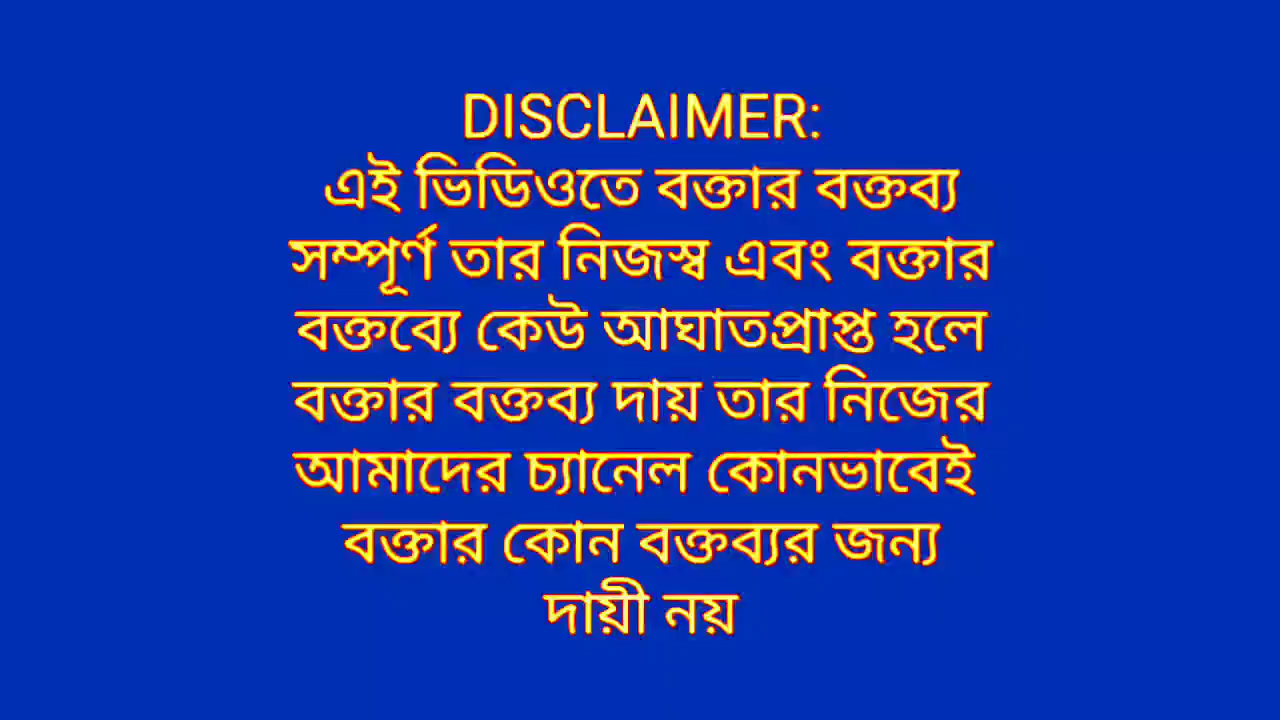 DISCLAIMER:
এই ভিডিওতে বক্তার বক্তব্য
সম্পূর্ণ তার নিজস্ব এবং বক্তার
বক্তব্যে কেউ আঘাতপ্রাপ্ত হলে
বক্তার বক্তব্য দায় তার নিজের
আমাদের চ্যানেল কোনভাবেই
বক্তার কোন বক্তব্যর জন্য
দায়ী নয়